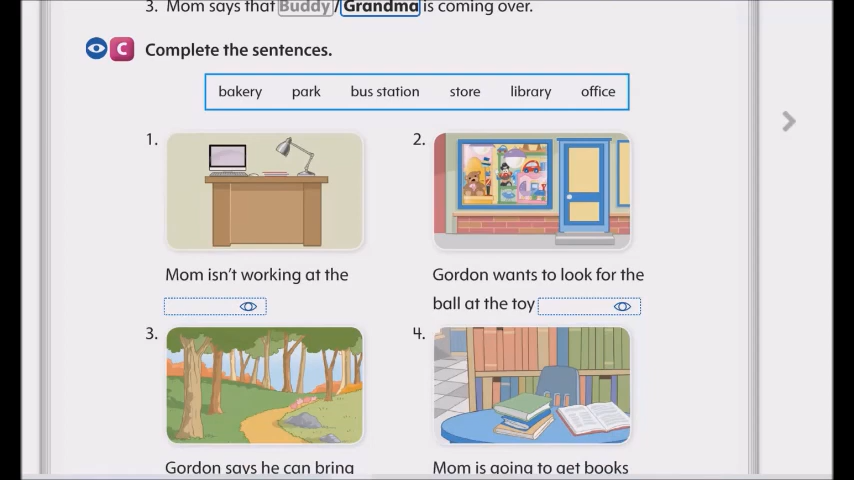 3. Mom says that Buddy/Grandma is coming over.
C Complete the sentences.
bakery park bus station store library office
1.
2.
Mom isn't working at the
Gordon wants to look for the
ball at the toy
3.
4.
Gordon says he can bring
Mom is going to get books